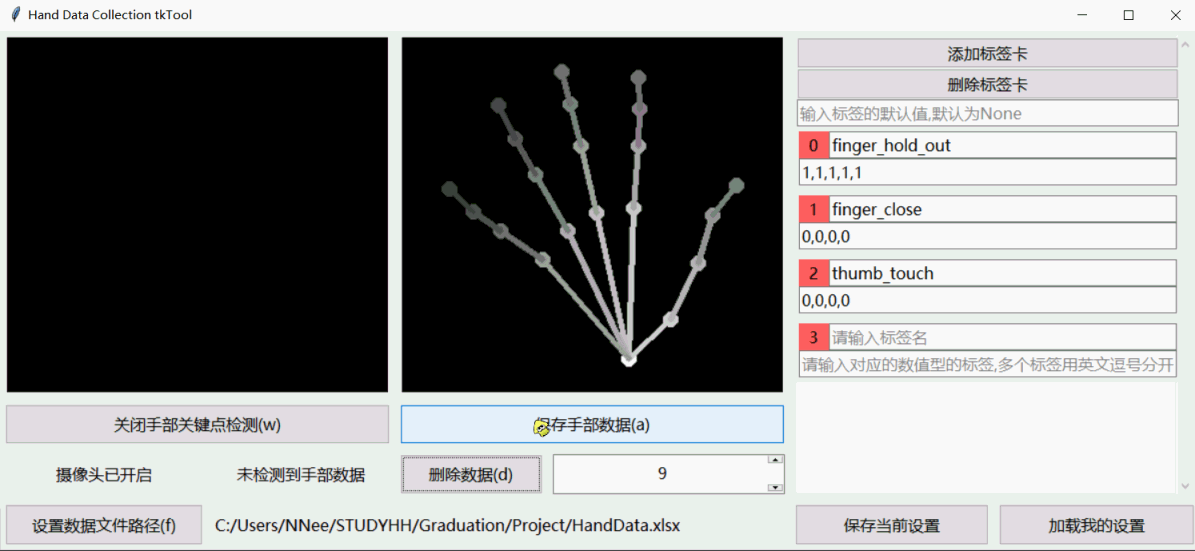 Hand Data Collection tkTool
添加标签卡
删除标签卡
输入标签的默认值,默认为None
0 finger_hold_out
1,1,1,1,1
1 finger_close
0,0,0,0
2 thumb_touch
0,0,0,0
3 请输入标签名
请输入对应的数值型的标签,多个标签用英文逗号分开
关闭手部关键点检测(w)
存手部数据(a)
摄像头已开启
未检测到手部数据
删除数据(d)
9
设置数据文件路径(f)
C:/Users/NNee/STUDYHH/Graduation/Project/HandData.xlsx
保存当前设置
加载我的设置